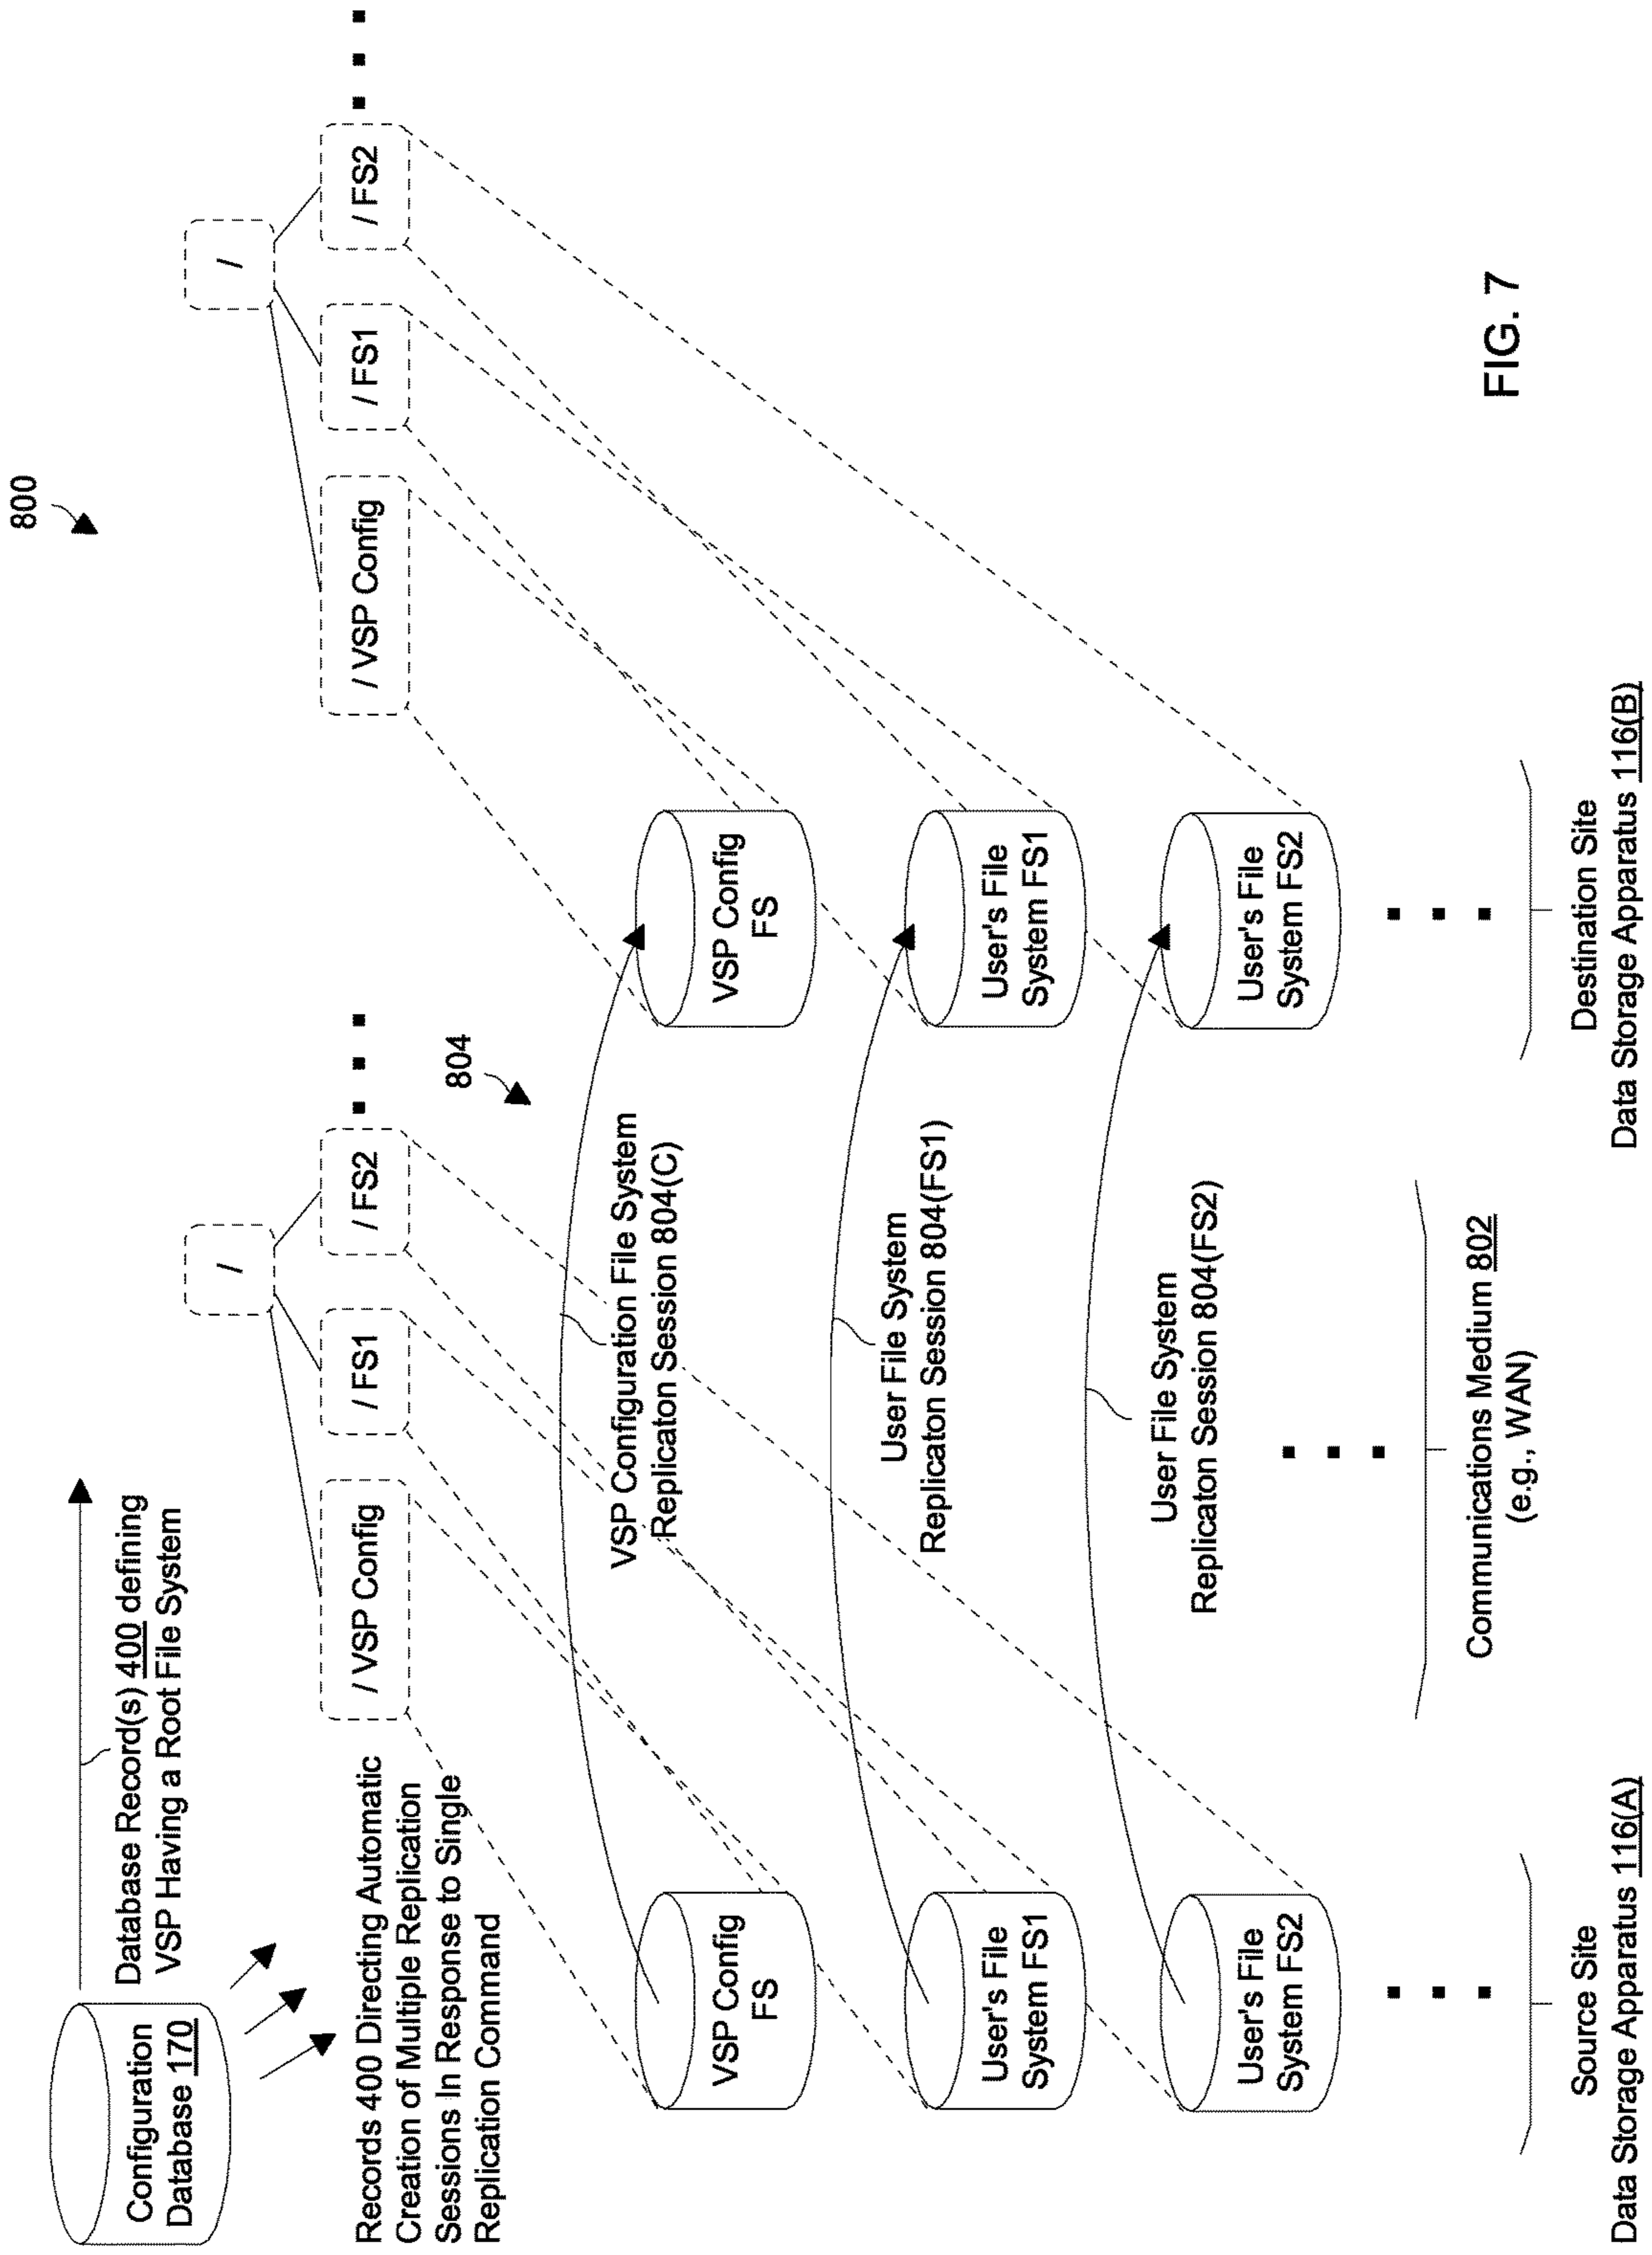 800
Configuration
Database 170
Database Record(s) 400 defining
VSP Having a Root File System
Records 400 Directing Automatic
Creation of Multiple Replication
Sessions In Response to Single
Replication Command
/
/ VSP Config
/ FS1
/ FS2
/
/ VSP Config
/ FS1
/ FS2
804
VSP Config
FS
VSP Configuration File System
Replicaton Session 804(C)
VSP Config
FS
User's File
System FS1
User File System
Replicaton Session 804(FS1)
User's File
System FS1
User's File
System FS2
User File System
Replicaton Session 804(FS2)
User's File
System FS2
Source Site
Data Storage Apparatus 116(A)
Communications Medium 802
(e.g., WAN)
Destination Site
Data Storage Apparatus 116(B)
FIG. 7